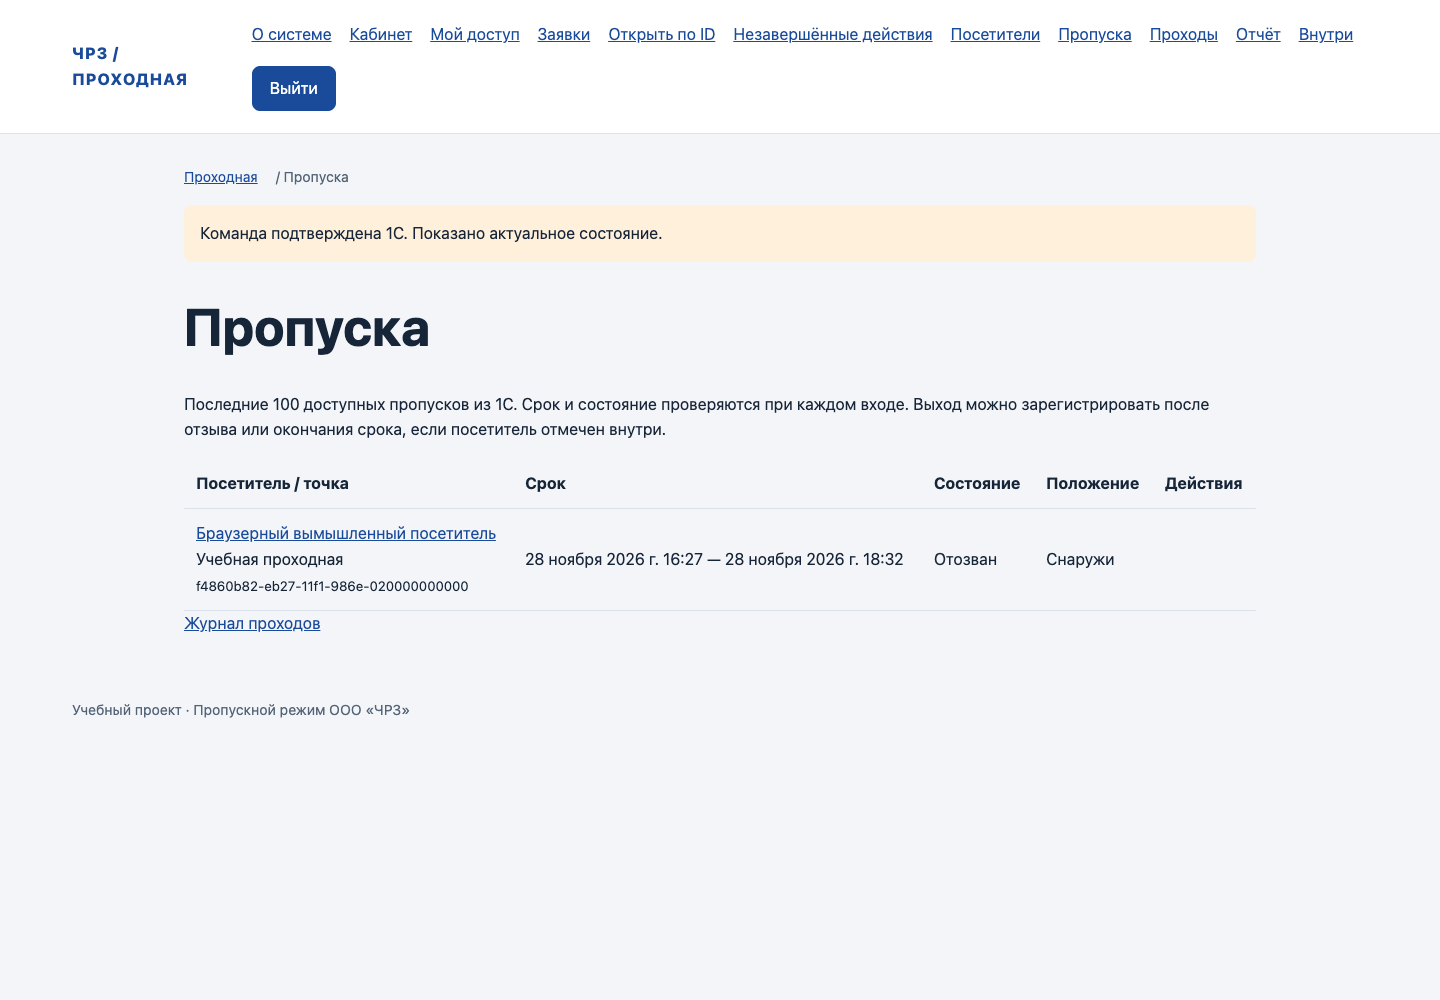 ЧРЗ /
ПРОХОДНАЯ
О системе Кабинет Мой доступ Заявки Открыть по ID Незавершённые действия Посетители Пропуска Проходы Отчёт Внутри
Выйти
Проходная / Пропуска
Команда подтверждена 1С. Показано актуальное состояние.
Пропуска
Последние 100 доступных пропусков из 1С. Срок и состояние проверяются при каждом входе. Выход можно зарегистрировать после
отзыва или окончания срока, если посетитель отмечен внутри.
Посетитель / точка Срок Состояние Положение Действия
Браузерный вымышленный посетитель
Учебная проходная 28 ноября 2026 г. 16:27 — 28 ноября 2026 г. 18:32 Отозван Снаружи
f4860b82-eb27-11f1-986e-020000000000
Журнал проходов
Учебный проект · Пропускной режим ООО «ЧРЗ»